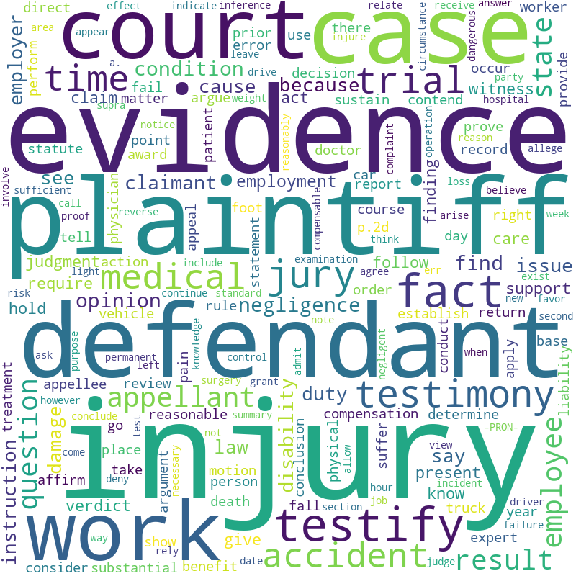 area
effect
indicate
inference
answer
direct
appear
leave
there
relate
circumstance
receive
dangerous
worker
employer
perform
court
prior
error
use
case
injure
judge
party
state
time
condition
decision
weight
trial
because
occur
hospital
provide
claim
matter
fail
cause
argue
act
sustain
contend
witness
supra
evidence
involve
notice
statute
point
award
patient
reasonably
doctor
complaint
operation
record
prove
reason
allege
see
claimant
employment
car
report
finding
loss
believe
sufficient
call
proof
reverse
physician
foot
appeal
compensable
course
p.2d
think
arise
right
week
plaintiff
tell
judgment
action
include
statement
examination
agree
day
err
exist
care
light
require
medical
jury
follow
fact
find
issue
risk
continue
standard
order
establish
new
favor
hold
opinion
rule
negligence
vehicle
return
support
second
purpose
defendant
note
admit
conduct
negligent
when
apply
base
ask
permanent
left
pain
knowledge
control
appellee
review
surgery
grant
duty
compensation
determine
testimony
liability
however
conclude
test
summary
reasonable
disability
conclusion
physical
allow
suffer
view
PRON
treatment
question
damage
come
go
appellant
not
say
instruction
affirm
place
take
deny
argument
necessary
law
motion
person
present
know
incident
employee
injury
verdict
death
hour
job
driver
way
work
show
rely
give
fall
section
truck
testify
year
expert
failure
consider
substantial
benefit
date
accident
result